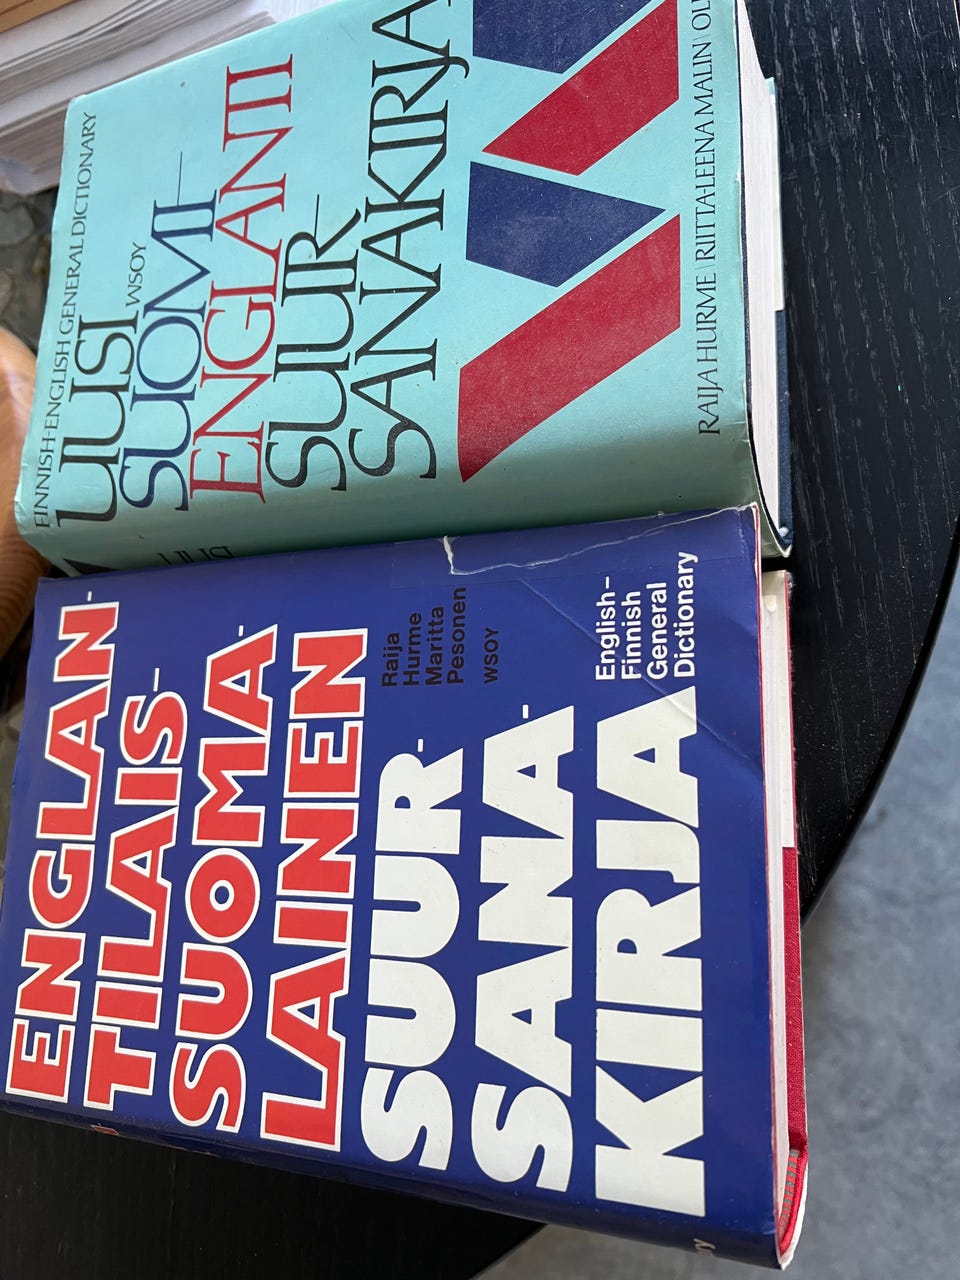 FINNISH-ENGLISH GENERAL DICTIONARY
UUSI WSOY
SUOMI–
ENGLANTI
SUUR–
SANAKIRJA
RAIJA HURME | RIITTA-LEENA MALIN |
ENGLAN-
TILAIS-
SUOMA-
LAINEN
Raija
Hurme
Maritta
Pesonen
WSOY
SUUR-
SANA-
KIRJA
English-
Finnish
General
Dictionary